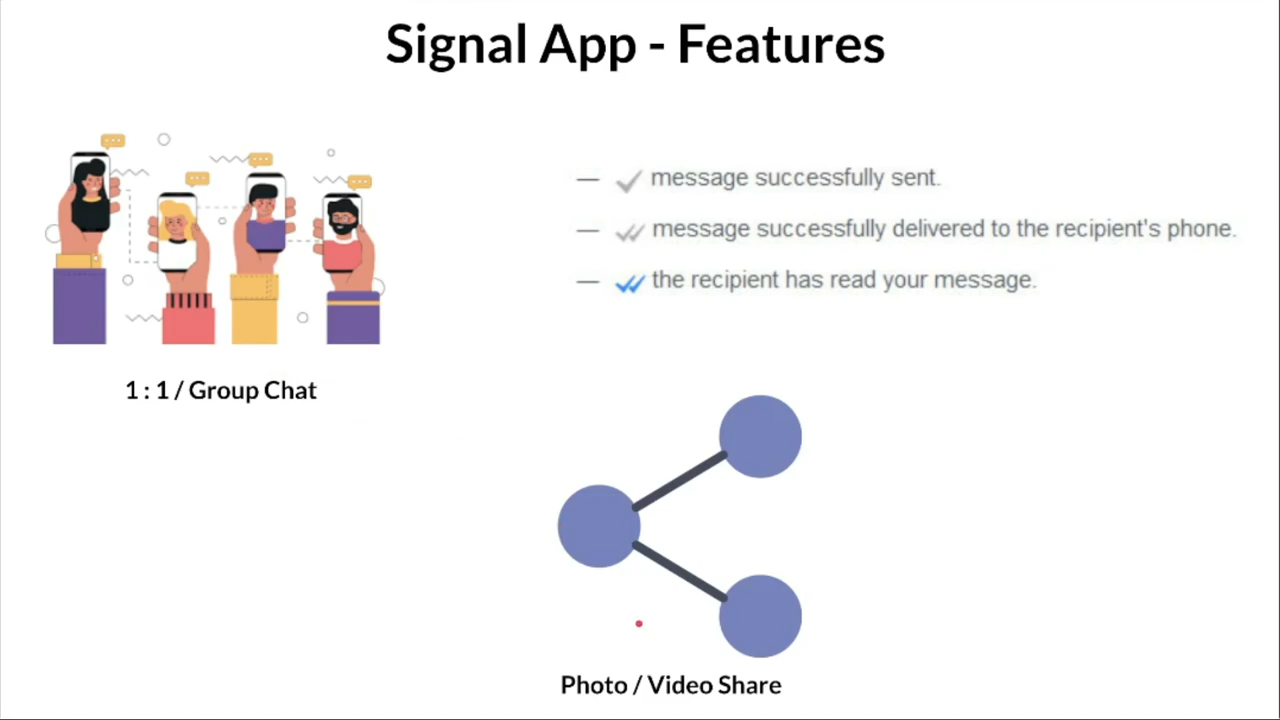 Signal App - Features
— message successfully sent.
— message successfully delivered to the recipient's phone.
— the recipient has read your message.
1 : 1 / Group Chat
Photo / Video Share